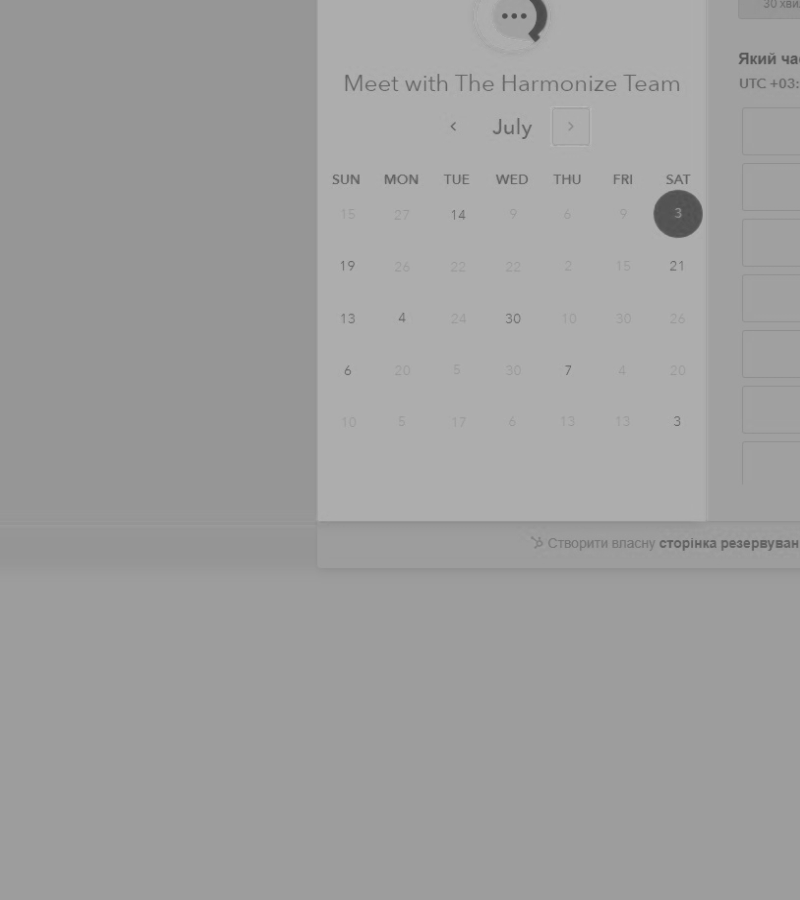 30 хви
Meet with The Harmonize Team
July
SUN MON TUE WED THU FRI SAT
15 27 14 9 6 9 3
19 26 22 22 2 15 21
13 4 24 30 10 30 26
6 20 5 30 7 4 20
10 5 17 6 13 13 3
Який ча
UTC +03:
Створити власну сторінка резервуван